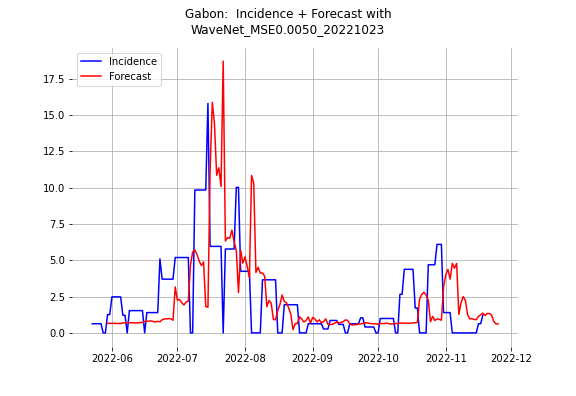 Gabon:  Incidence + Forecast with
WaveNet_MSE0.0050_20221023
Incidence
Forecast
17.5
15.0
12.5
10.0
7.5
5.0
2.5
0.0
2022-06 2022-07 2022-08 2022-09 2022-10 2022-11 2022-12